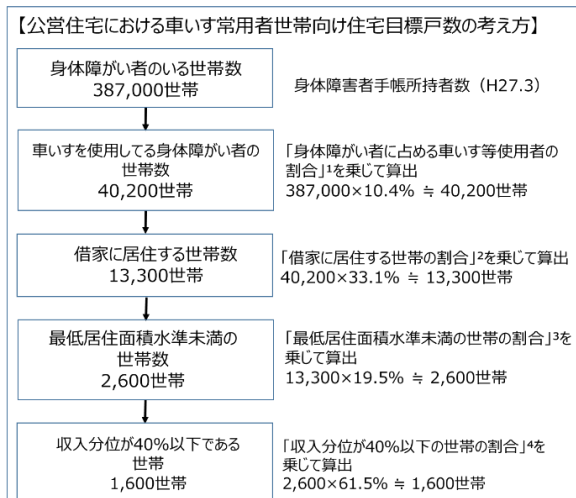 【公営住宅における車いす常用者世帯向け住宅目標戸数の考え方】
身体障がい者のいる世帯数
387,000世帯
身体障害者手帳所持者数（H27.3）
車いすを使用してる身体障がい者の
世帯数
40,200世帯
「身体障がい者に占める車いす等使用者の
割合」¹を乗じて算出
387,000×10.4% ≒ 40,200世帯
借家に居住する世帯数
13,300世帯
「借家に居住する世帯の割合」²を乗じて算出
40,200×33.1% ≒ 13,300世帯
最低居住面積水準未満の
世帯数
2,600世帯
「最低居住面積水準未満の世帯の割合」³を
乗じて算出
13,300×19.5% ≒ 2,600世帯
収入分位が40%以下である
世帯
1,600世帯
「収入分位が40%以下の世帯の割合」⁴を
乗じて算出
2,600×61.5% ≒ 1,600世帯